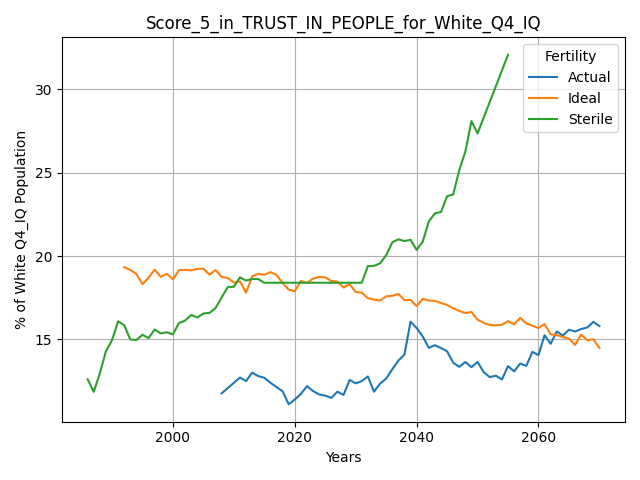 Score_5_in_TRUST_IN_PEOPLE_for_White_Q4_IQ
Fertility
Actual
Ideal
Sterile
% of White Q4_IQ Population
30
25
20
15
2000
2020
2040
2060
Years